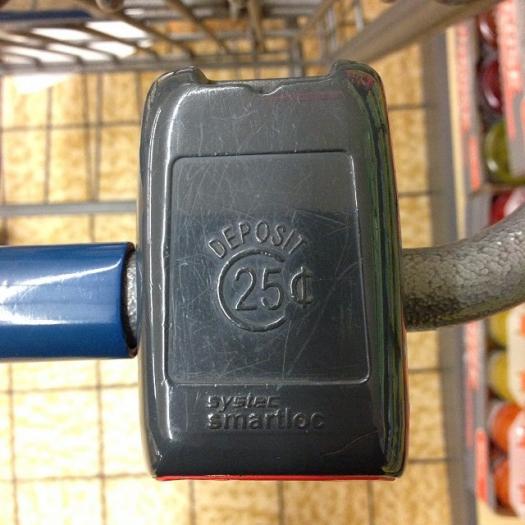 DEPOSIT
25¢
systec
smartloc